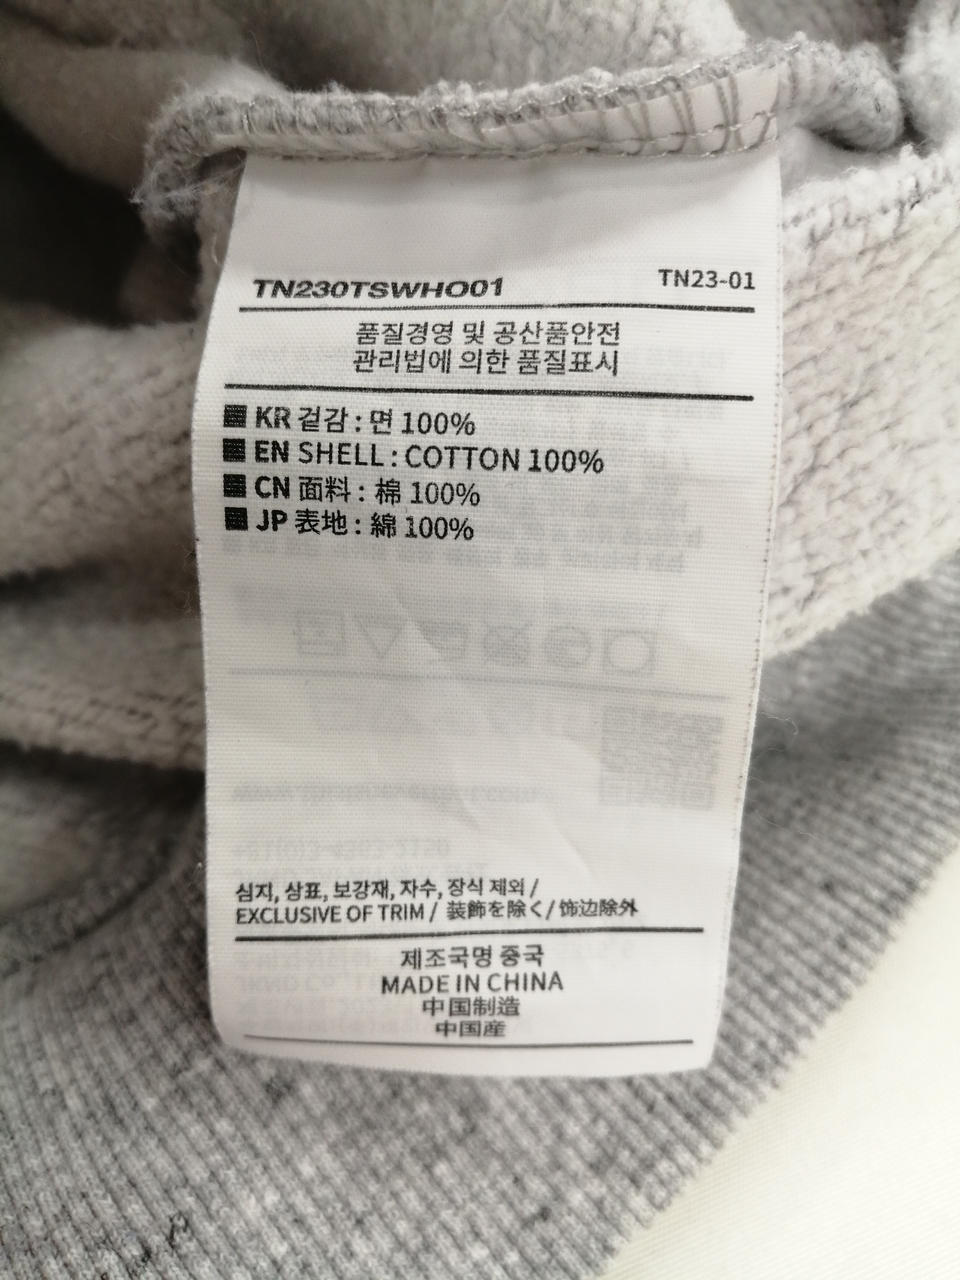 TN230TSWHO01
TN23-01
품질경영 및 공산품안전
관리법에 의한 품질표시
KR 겉감 : 면 100%
EN SHELL : COTTON 100%
CN 面料 : 棉 100%
JP 表地 : 綿 100%
심지, 상표, 보강재, 자수, 장식 제외 /
EXCLUSIVE OF TRIM / 装飾を除く/ 饰边除外
제조국명 중국
MADE IN CHINA
中国制造
中国産